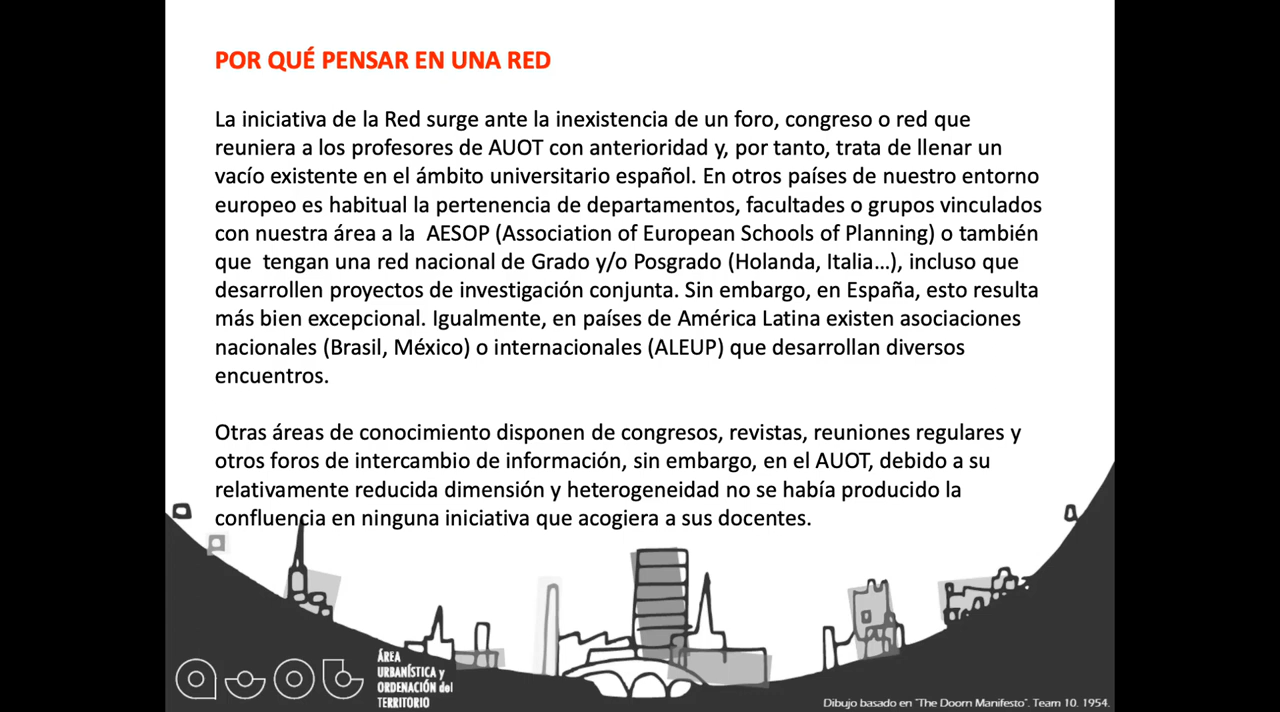 POR QUÉ PENSAR EN UNA RED
La iniciativa de la Red surge ante la inexistencia de un foro, congreso o red que
reuniera a los profesores de AUOT con anterioridad y, por tanto, trata de llenar un
vacío existente en el ámbito universitario español. En otros países de nuestro entorno
europeo es habitual la pertenencia de departamentos, facultades o grupos vinculados
con nuestra área a la AESOP (Association of European Schools of Planning) o también
que tengan una red nacional de Grado y/o Posgrado (Holanda, Italia…), incluso que
desarrollen proyectos de investigación conjunta. Sin embargo, en España, esto resulta
más bien excepcional. Igualmente, en países de América Latina existen asociaciones
nacionales (Brasil, México) o internacionales (ALEUP) que desarrollan diversos
encuentros.
Otras áreas de conocimiento disponen de congresos, revistas, reuniones regulares y
otros foros de intercambio de información, sin embargo, en el AUOT, debido a su
relativamente reducida dimensión y heterogeneidad no se había producido la
confluencia en ninguna iniciativa que acogiera a sus docentes.
auot
ÁREA
URBANÍSTICA y
ORDENACIÓN del
TERRITORIO
Dibujo basado en "The Doorn Manifesto". Team 10. 1954.